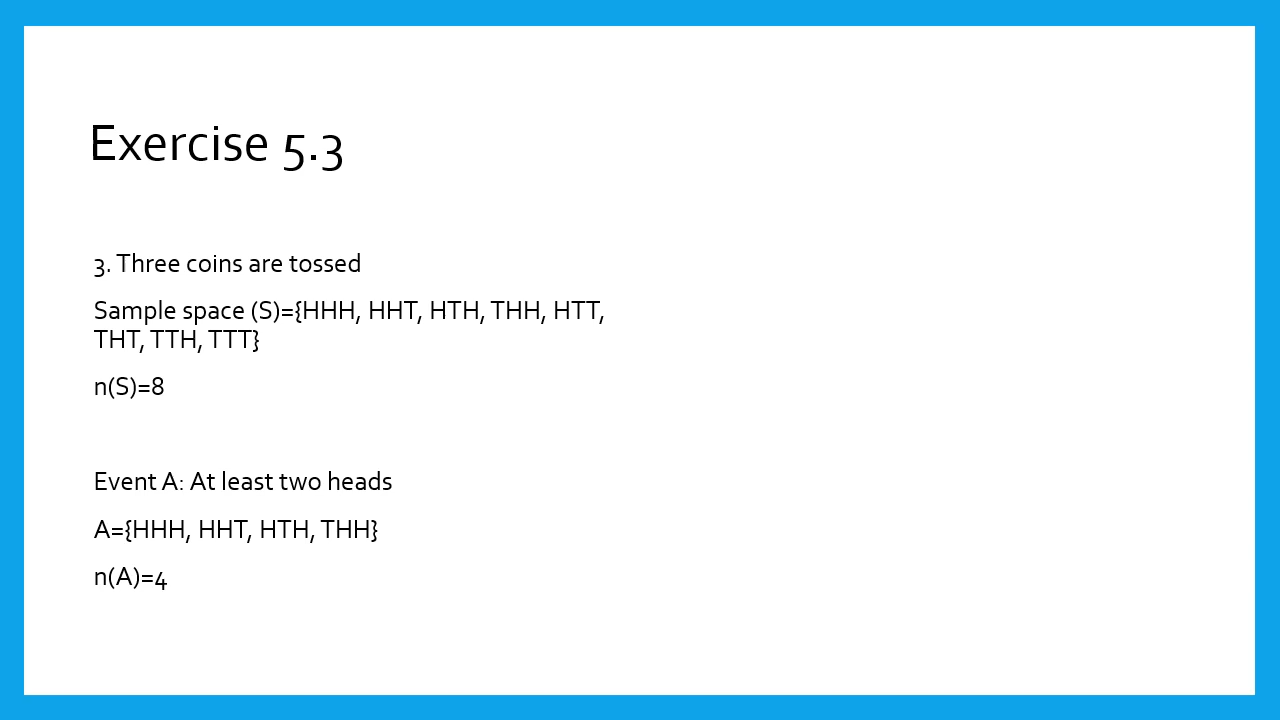 Exercise 5.3
3. Three coins are tossed
Sample space (S)={HHH, HHT, HTH, THH, HTT,
THT, TTH, TTT}
n(S)=8
Event A: At least two heads
A={HHH, HHT, HTH, THH}
n(A)=4